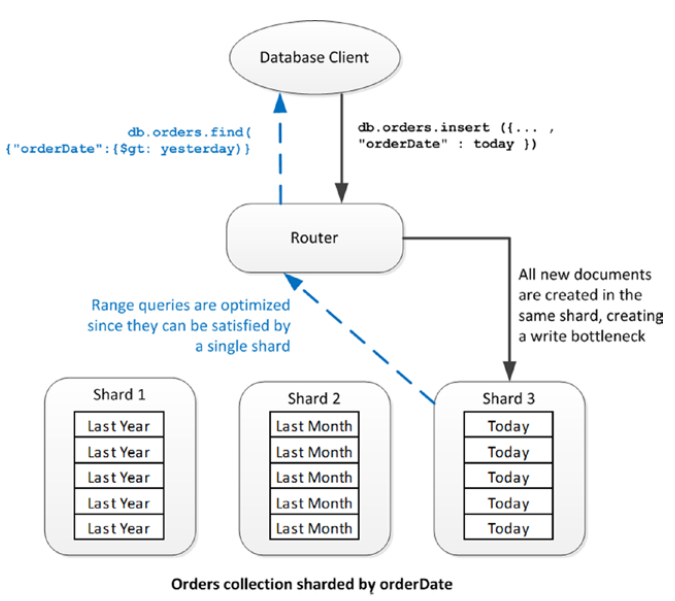 Database Client
db.orders.find(
{"orderDate":{$gt: yesterday)}
db.orders.insert ({... ,
"orderDate" : today })
Router
Range queries are optimized
since they can be satisfied by
a single shard
All new documents
are created in the
same shard, creating
a write bottleneck
Shard 1
Last Year
Last Year
Last Year
Last Year
Last Year
Shard 2
Last Month
Last Month
Last Month
Last Month
Last Month
Shard 3
Today
Today
Today
Today
Today
Orders collection sharded by orderDate